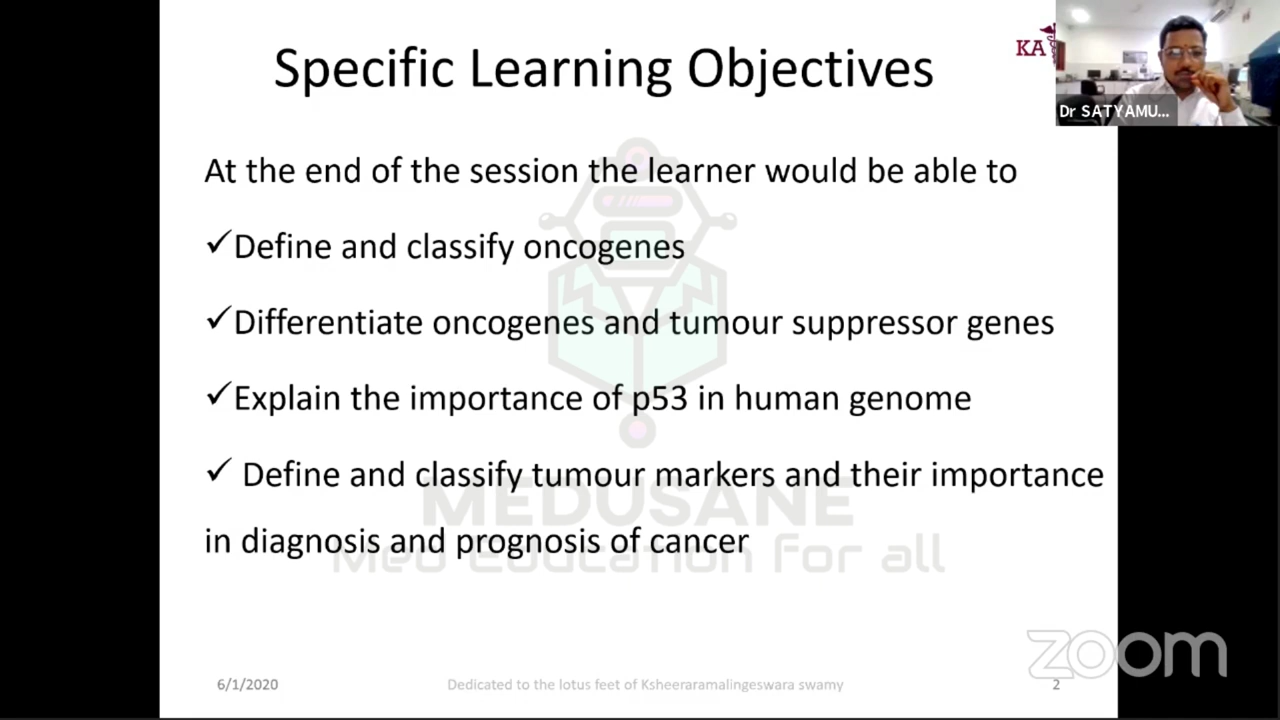 Specific Learning Objectives
KA
Dr SATYAMU...
At the end of the session the learner would be able to
✓Define and classify oncogenes
✓Differentiate oncogenes and tumour suppressor genes
✓Explain the importance of p53 in human genome
✓ Define and classify tumour markers and their importance
in diagnosis and prognosis of cancer
MEDUSANE
Med Education for all
zoom
6/1/2020
Dedicated to the lotus feet of Ksheeraramalingeswara swamy
2